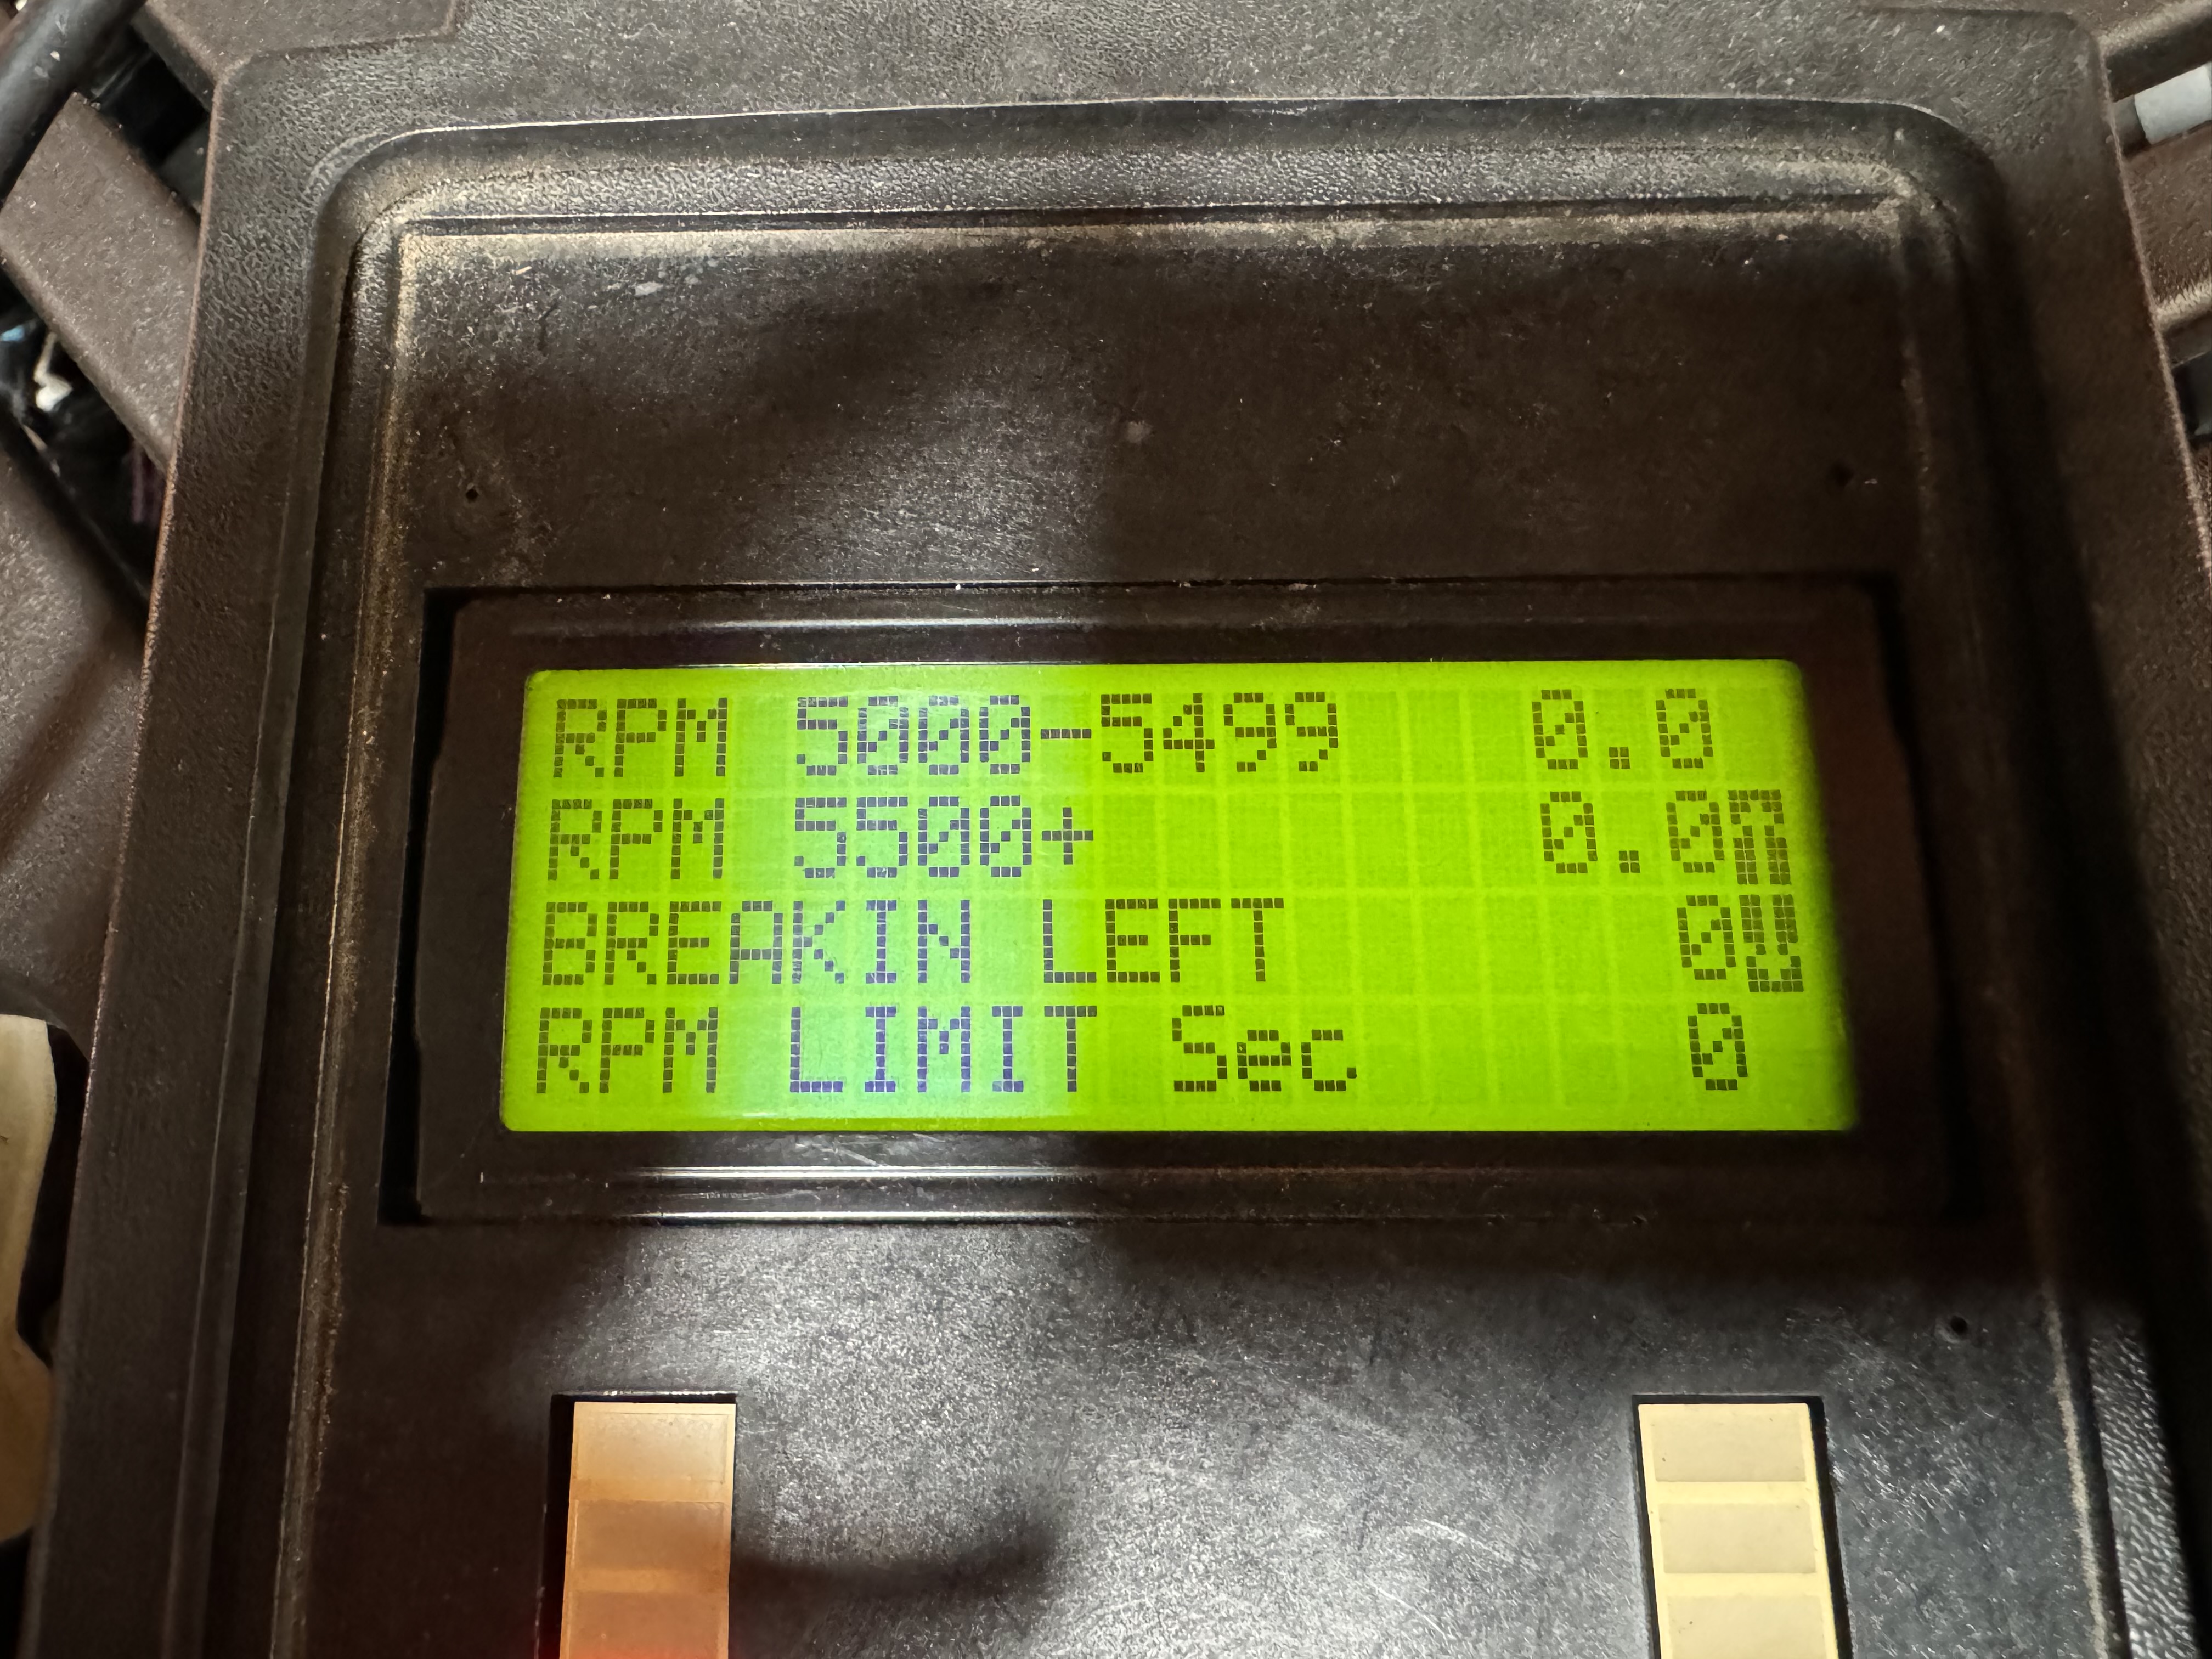 RPM 5000-5499 0.0
RPM 5500+ 0.0
BREAKIN LEFT 0
RPM LIMIT Sec 0